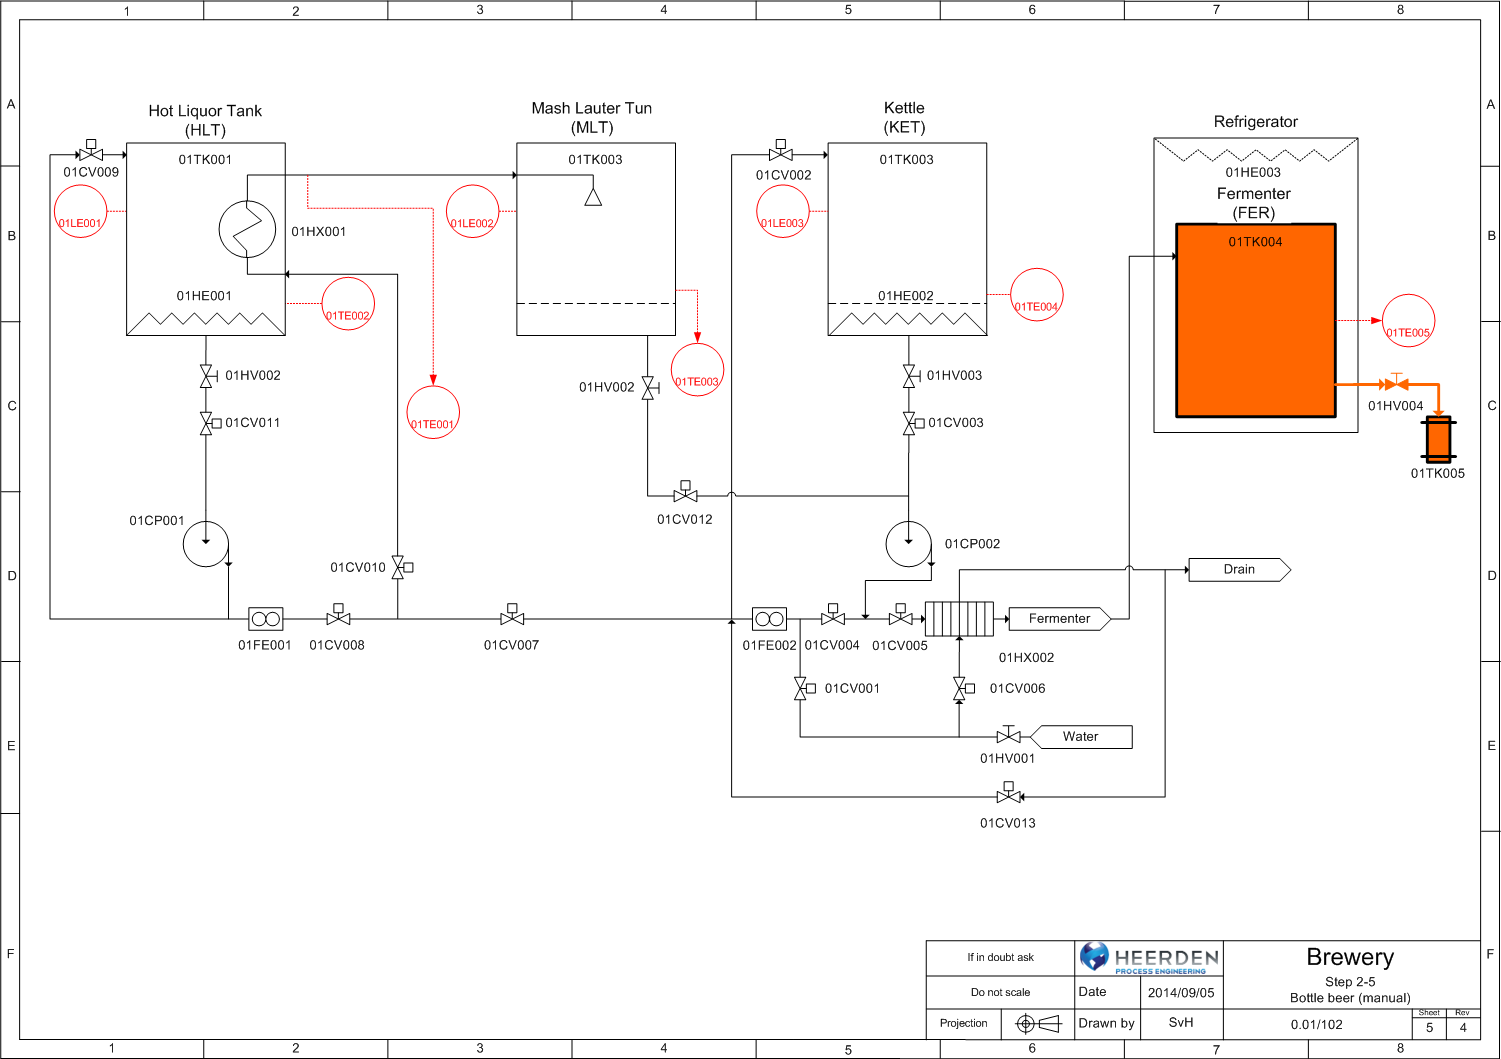 1 2 3 4 5 6 7 8
A A
B B
C C
D D
E E
F F
Hot Liquor Tank
(HLT)
01TK001
01CV009
01LE001
01HX001
01HE001
01TE002
01HV002
01CV011
01TE001
01CP001
01CV010
01FE001
01CV008
01CV007
Mash Lauter Tun
(MLT)
01TK003
01LE002
01TE003
01HV002
01CV012
Kettle
(KET)
01TK003
01CV002
01LE003
01HE002
01TE004
01HV003
01CV003
01CP002
01FE002
01CV004
01CV005
01HX002
01CV001
01CV006
01HV001
01CV013
Drain
Fermenter
Water
Refrigerator
01HE003
Fermenter
(FER)
01TK004
01TE005
01HV004
01TK005
If in doubt ask
Do not scale
Projection
HEERDEN
PROCESS ENGINEERING
Date
2014/09/05
Drawn by
SvH
Brewery
Step 2-5
Bottle beer (manual)
0.01/102
Sheet Rev
5 4
1 2 3 4 5 6 7 8